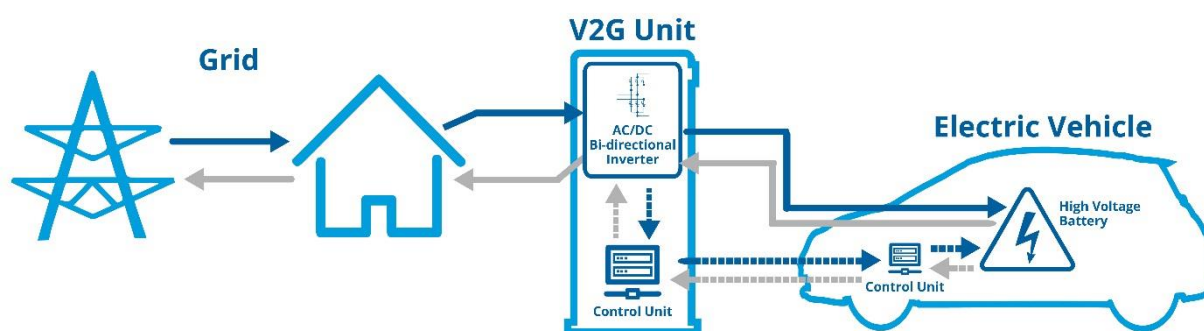 Grid
V2G Unit
AC/DC
Bi-directional
Inverter
Control Unit
Electric Vehicle
High Voltage
Battery
Control Unit